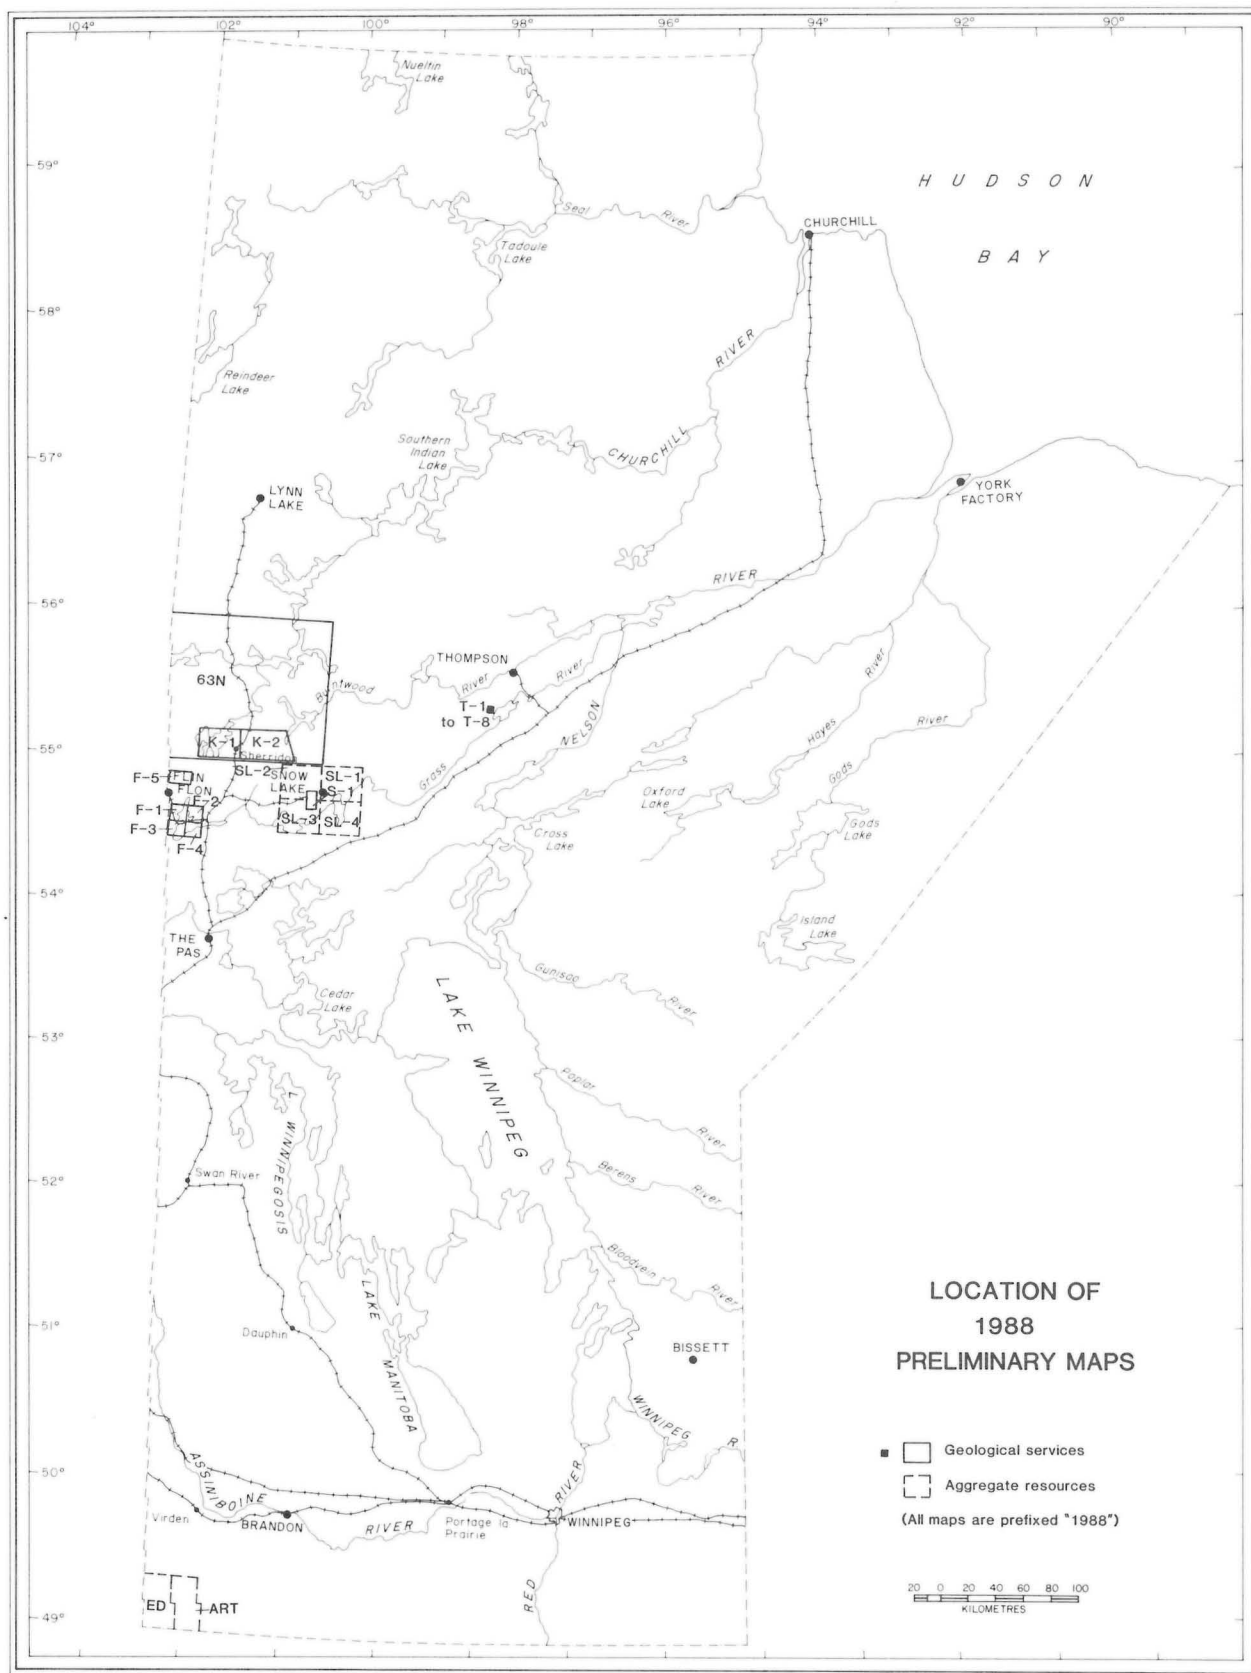 104° 102° 100° 98° 96° 94° 92° 90°
Nueltin
Lake
59°
HUDSON
BAY
Seal River
CHURCHILL
Tadoule
Lake
58°
RIVER
Reindeer
Lake
Southern
Indian
Lake
CHURCHILL
57°
LYNN
LAKE
YORK
FACTORY
RIVER
56°
THOMPSON
River
River
63N
Burntwood
T-1
to T-8
NELSON
River
Hayes
River
K-1
K-2
Sherridon
55°
SL-2
SNOW
LAKE
SL-1
S-1
Grass
Gods
F-5
FLIN
FLON
F-2
F-1
SL-3
SL-4
Oxford
Lake
F-3
F-4
Cross
Lake
Gods
Lake
54°
Island
Lake
THE
PAS
Gunisao
River
Cedar
Lake
LAKE WINNIPEG
53°
Poplar
River
L. WINNIPEGOSIS
Berens
River
52°
Swan River
Bloodvein
River
LAKE
MANITOBA
51°
Dauphin
BISSETT
LOCATION OF
1988
PRELIMINARY MAPS
WINNIPEG
R.
Geological services
50°
ASSINIBOINE
RIVER
Aggregate resources
Virden
BRANDON
RIVER
Portage la
Prairie
WINNIPEG
(All maps are prefixed "1988")
RED
20 0 20 40 60 80 100
KILOMETRES
ED
ART
49°